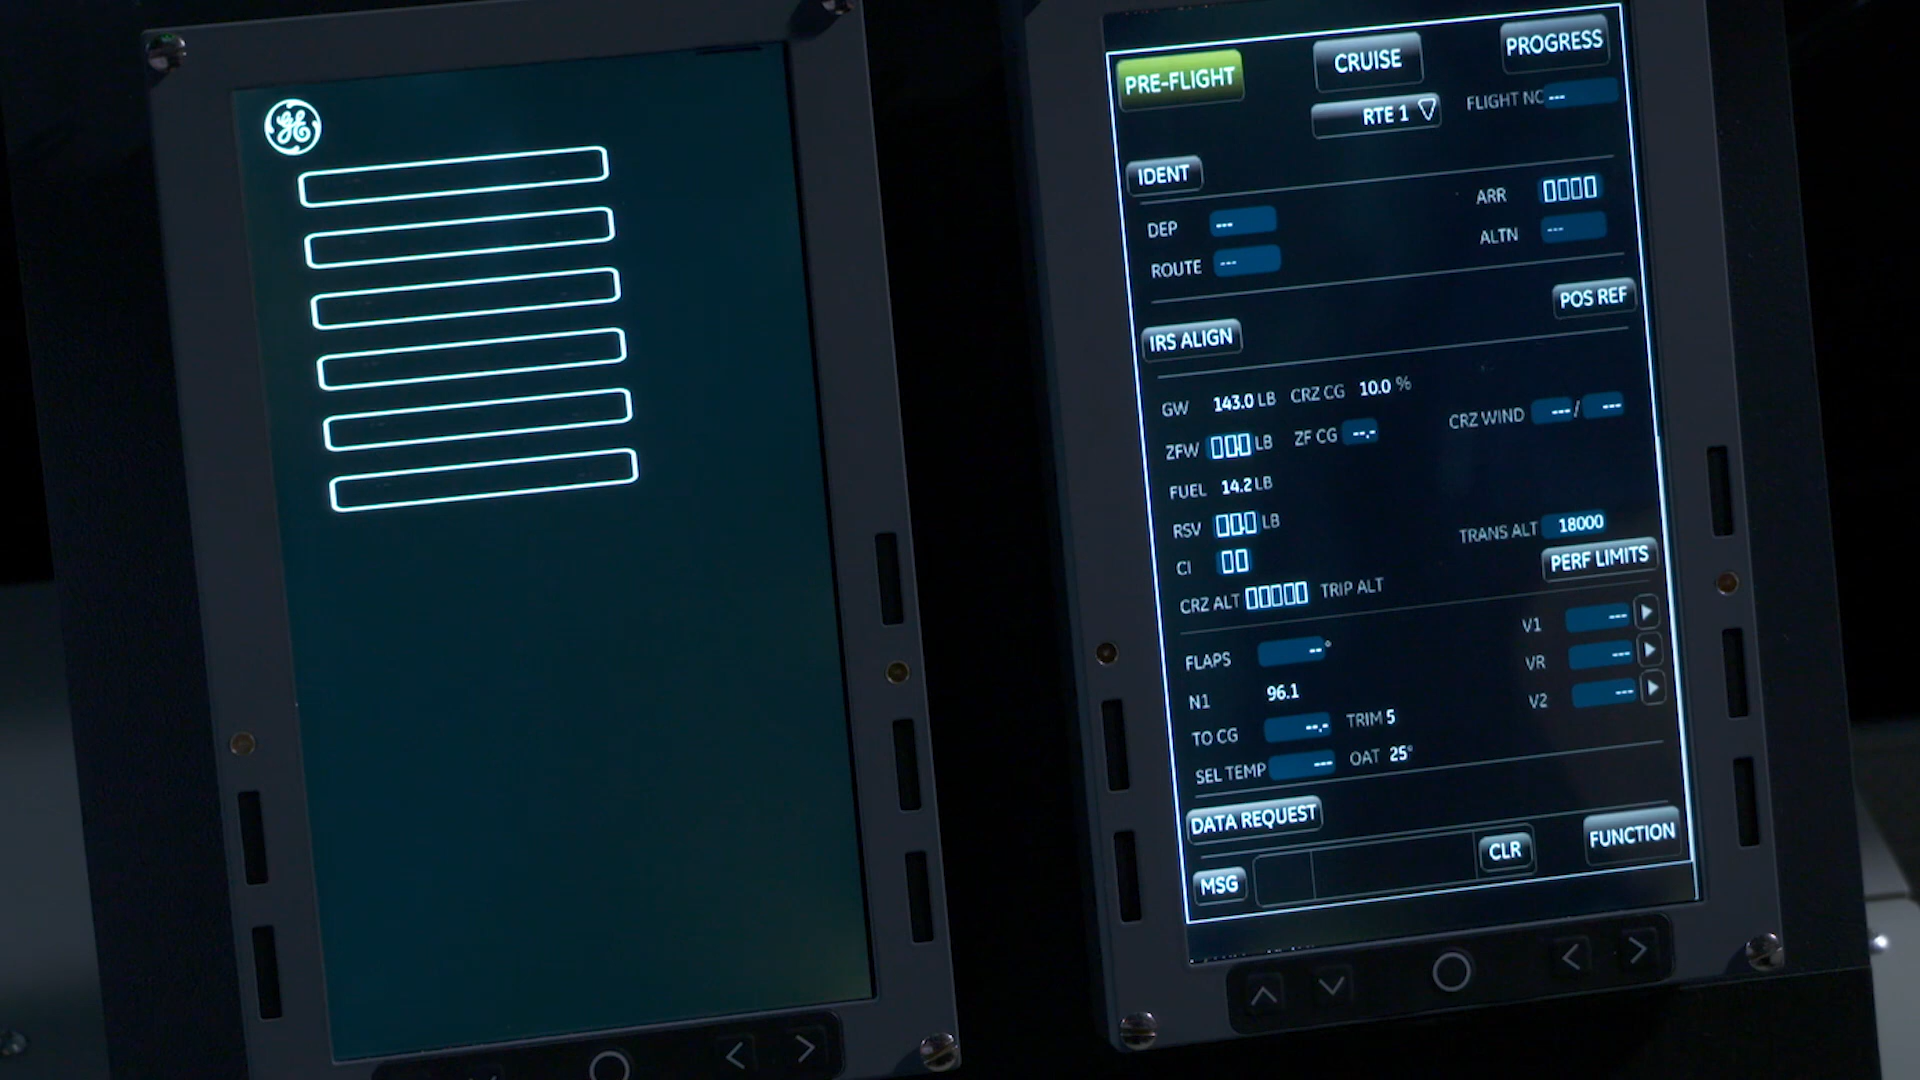 GE
PRE-FLIGHT CRUISE PROGRESS
RTE 1 FLIGHT NO ---
IDENT
DEP --- ARR
ROUTE --- ALTN ---
POS REF
IRS ALIGN
GW 143.0 LB CRZ CG 10.0 %
ZFW LB ZF CG --.- CRZ WIND --- / ---
FUEL 14.2 LB
RSV LB
CI TRANS ALT 18000
PERF LIMITS
CRZ ALT TRIP ALT
V1 ---
FLAPS --° VR ---
N1 96.1 V2 ---
TO CG --.- TRIM 5
SEL TEMP --- OAT 25°
DATA REQUEST
CLR FUNCTION
MSG